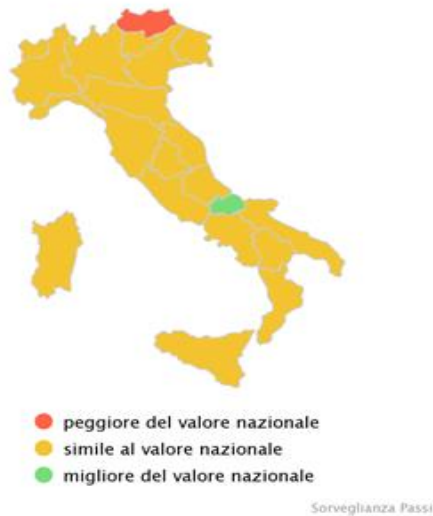 peggiore del valore nazionale
simile al valore nazionale
migliore del valore nazionale
Sorveglianza Passi